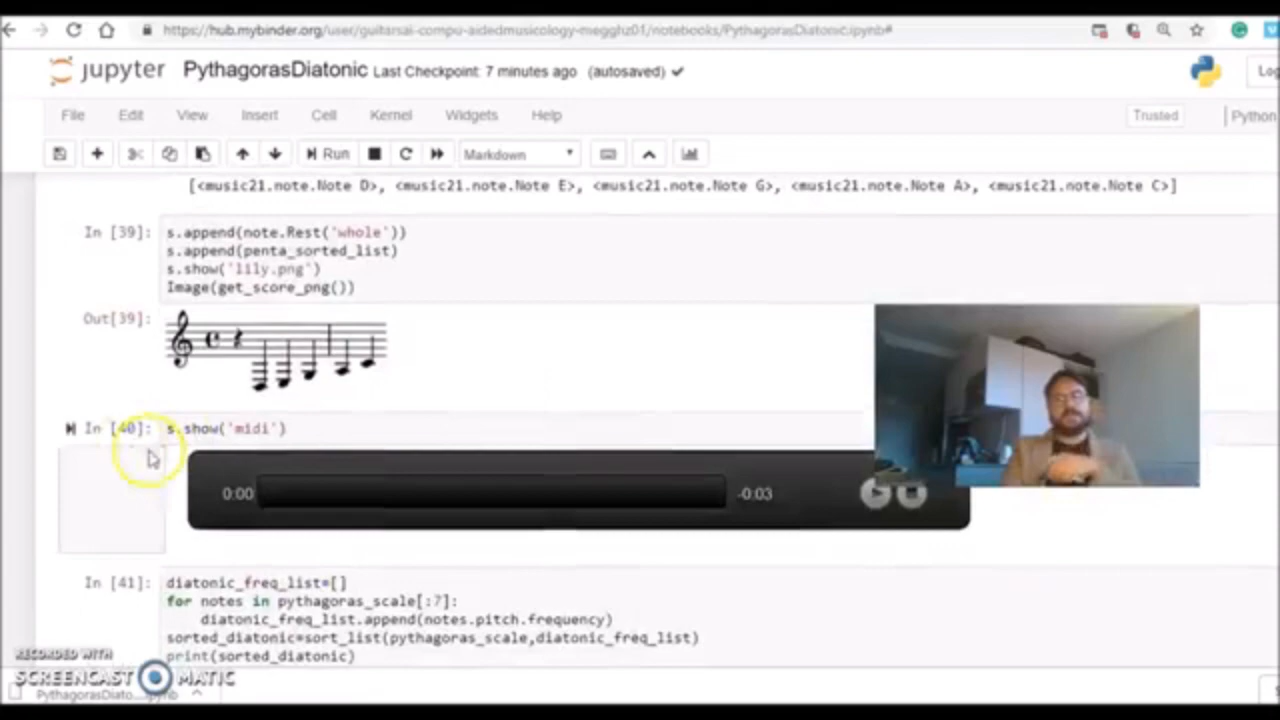 https://hub.mybinder.org/user/guitarsai-compu-aidedmusicology-megghz01/notebooks/PythagorasDiatonic.ipynb#
jupyter PythagorasDiatonic Last Checkpoint: 7 minutes ago (autosaved)
File Edit View Insert Cell Kernel Widgets Help Trusted Python
Run Markdown
[<music21.note.Note D>, <music21.note.Note E>, <music21.note.Note G>, <music21.note.Note A>, <music21.note.Note C>]
In [39]: s.append(note.Rest('whole'))
s.append(penta_sorted_list)
s.show('lily.png')
Image(get_score_png())
Out[39]:
In [40]: s.show('midi')
0:00 -0:03
In [41]: diatonic_freq_list=[]
for notes in pythagoras_scale[:7]:
diatonic_freq_list.append(notes.pitch.frequency)
sorted_diatonic=sort_list(pythagoras_scale,diatonic_freq_list)
print(sorted_diatonic)
RECORDED WITH
SCREENCAST MATIC
PythagorasDiato....ipynb